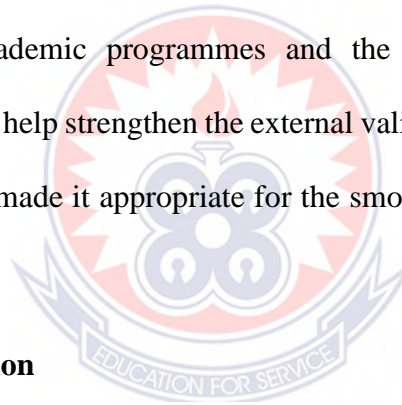 ademic programmes and the
help strengthen the external vali
made it appropriate for the smo
on
EDUCATION FOR SERVICE